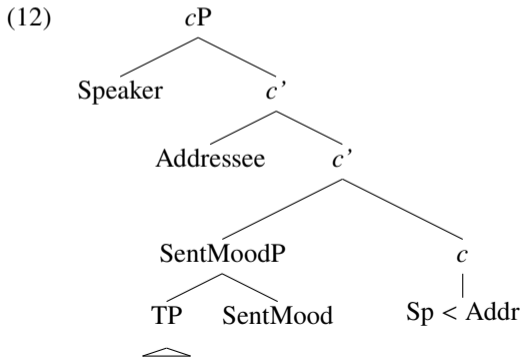 (12) cP
Speaker c’
Addressee c’
SentMoodP c
TP SentMood Sp < Addr